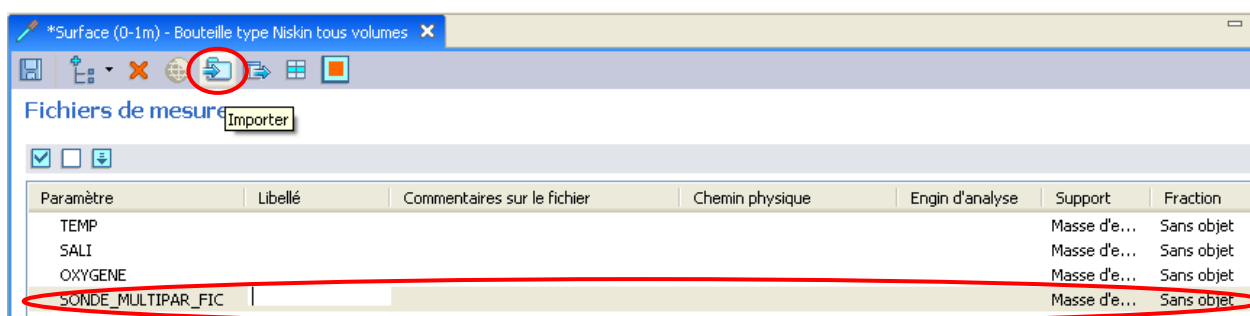 *Surface (0-1m) - Bouteille type Niskin tous volumes
Fichiers de mesure
Importer
Paramètre Libellé Commentaires sur le fichier Chemin physique Engin d'analyse Support Fraction
TEMP Masse d'e... Sans objet
SALI Masse d'e... Sans objet
OXYGENE Masse d'e... Sans objet
SONDE_MULTIPAR_FIC Masse d'e... Sans objet